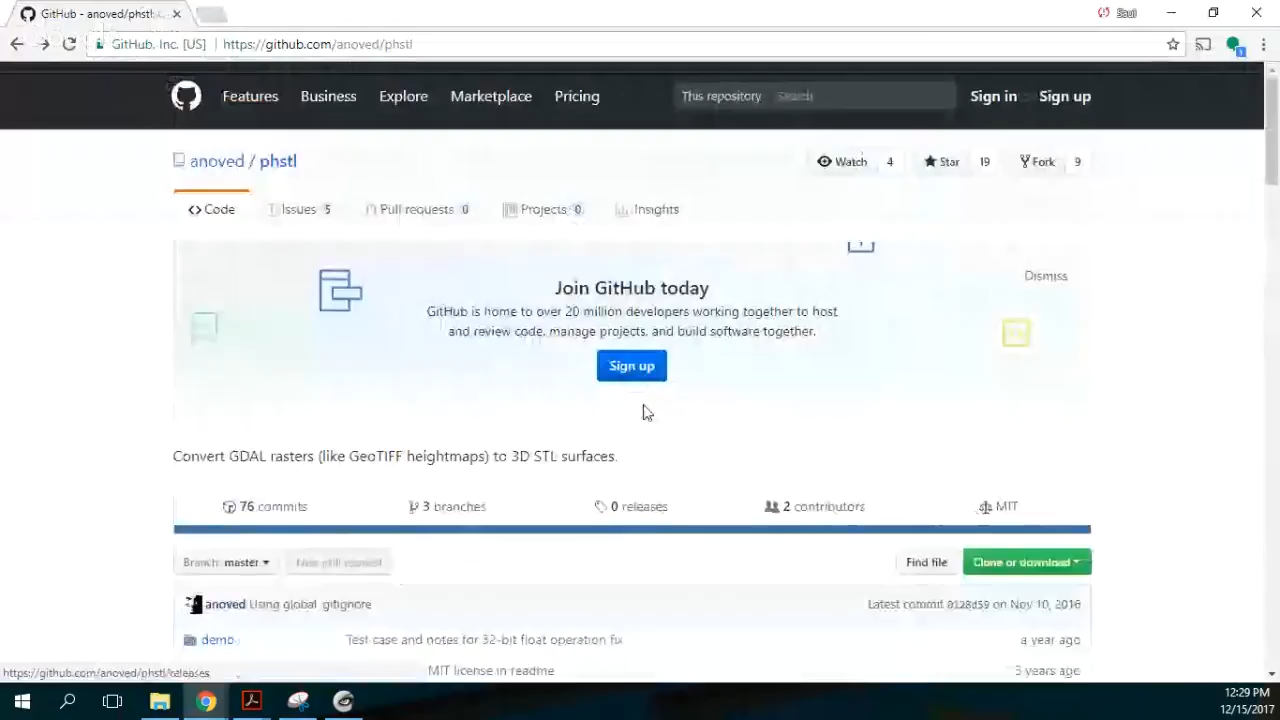 GitHub - anoved/phstl:
Saul
GitHub, Inc. [US] | https://github.com/anoved/phstl
Features Business Explore Marketplace Pricing This repository Search Sign in or Sign up
anoved / phstl Watch 4 Star 19 Fork 9
<> Code Issues 5 Pull requests 0 Projects 0 Insights
Join GitHub today
Dismiss
GitHub is home to over 20 million developers working together to host
and review code, manage projects, and build software together.
Sign up
Convert GDAL rasters (like GeoTIFF heightmaps) to 3D STL surfaces.
76 commits 3 branches 0 releases 2 contributors MIT
Branch: master New pull request Find file Clone or download
anoved Using global .gitignore Latest commit 0128d59 on Nov 10, 2016
demo Test case and notes for 32-bit float operation fix a year ago
MIT license in readme 3 years ago
https://github.com/anoved/phstl/releases
12:29 PM
12/15/2017